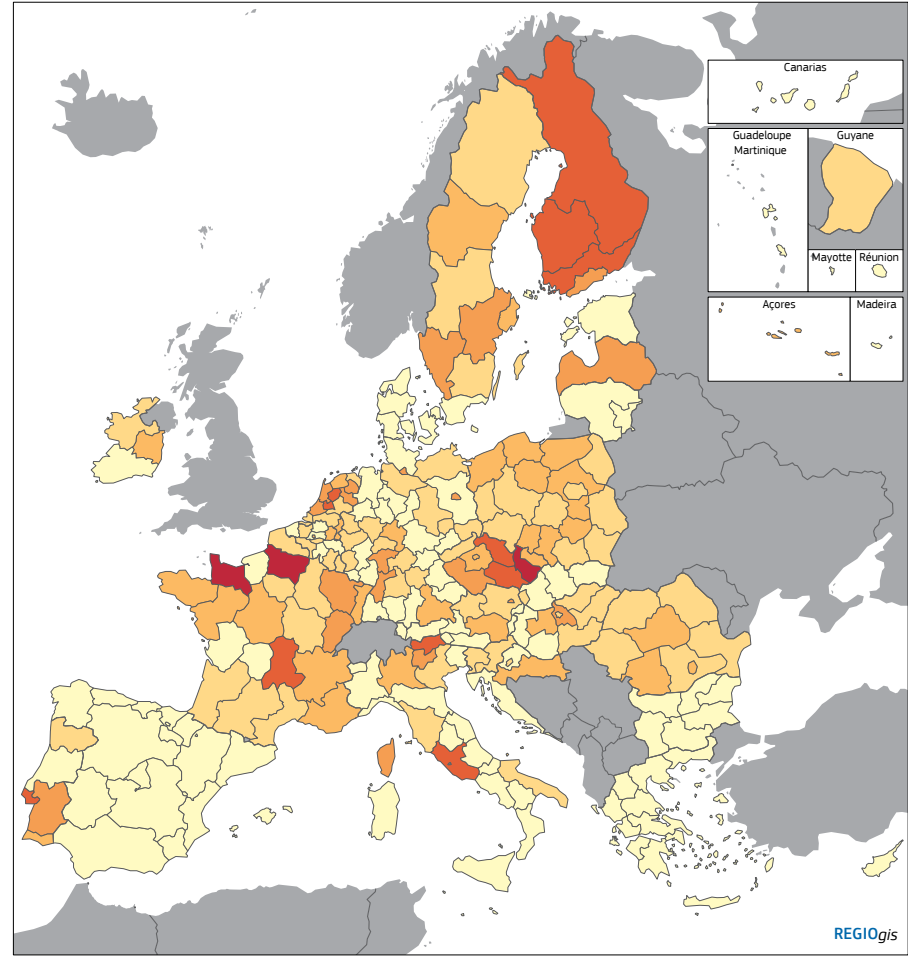 Canarias
Guadeloupe
Martinique
Guyane
Mayotte
Réunion
Açores
Madeira
REGIOgis